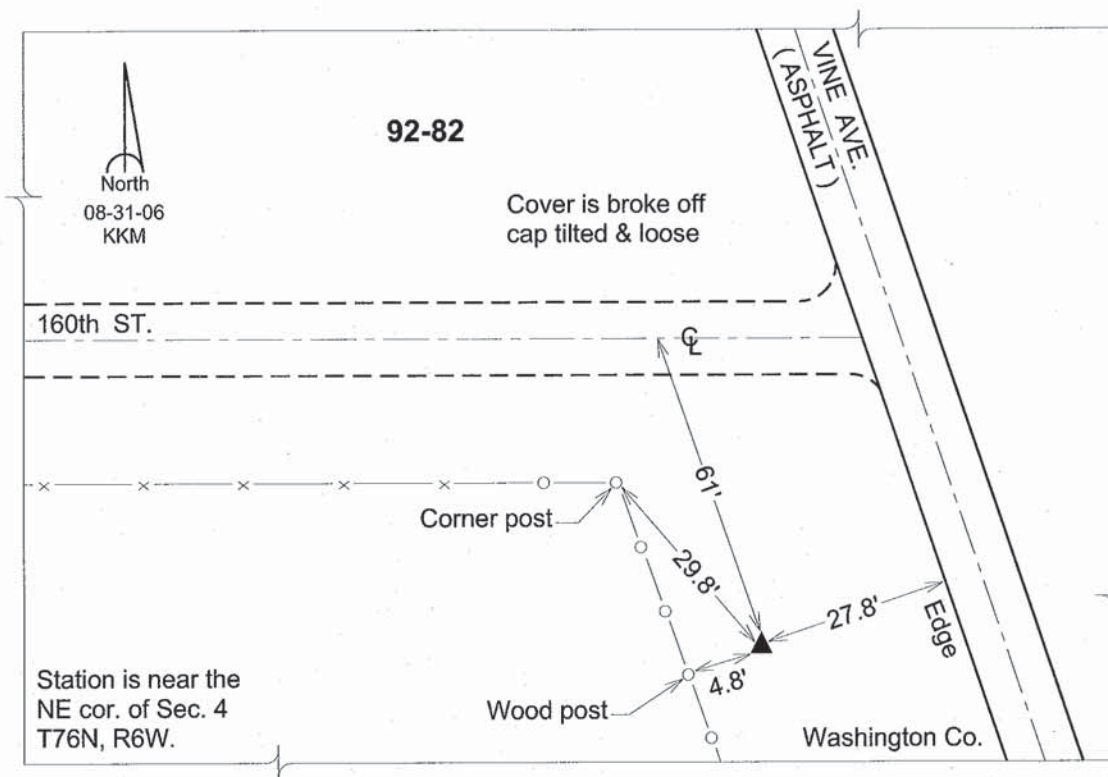 92-82
VINE AVE.
( ASPHALT )
North
08-31-06
KKM
Cover is broke off
cap tilted & loose
160th ST.
℄
61'
Corner post
29.8'
27.8'
Edge
4.8'
Wood post
Station is near the
NE cor. of Sec. 4
T76N, R6W.
Washington Co.